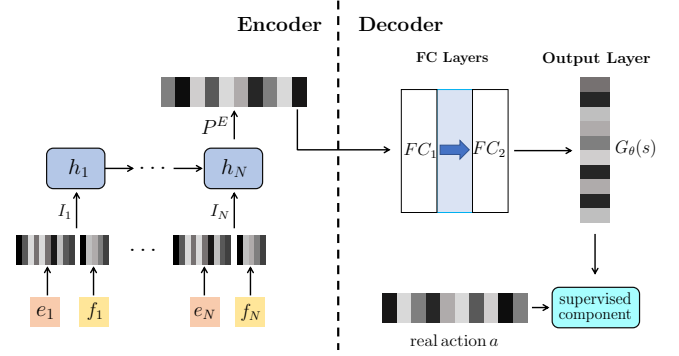 Encoder
Decoder
FC Layers
Output Layer
P^E
h_1
· · ·
h_N
FC_1
FC_2
G_θ(s)
I_1
I_N
· · ·
e_1
f_1
e_N
f_N
supervised
component
real action a